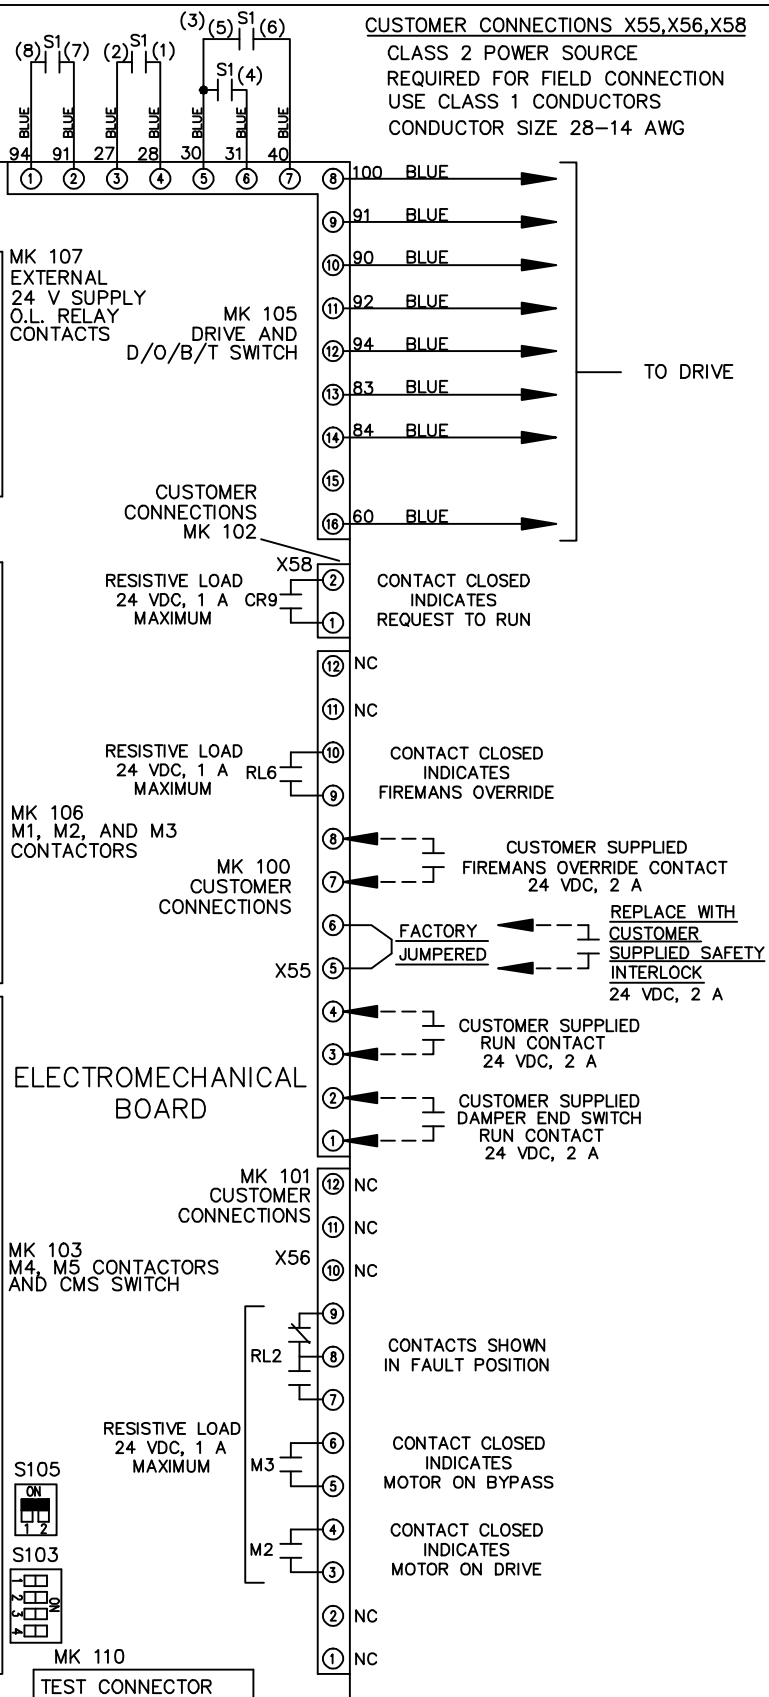 CUSTOMER CONNECTIONS X55,X56,X58
CLASS 2 POWER SOURCE
REQUIRED FOR FIELD CONNECTION
USE CLASS 1 CONDUCTORS
CONDUCTOR SIZE 28-14 AWG
(8) S1 (7)
(2) S1 (1)
(3) (5) S1 (6)
S1 (4)
BLUE BLUE BLUE BLUE BLUE BLUE BLUE
94 91 27 28 30 31 40
1 2 3 4 5 6 7
8 100 BLUE
9 91 BLUE
10 90 BLUE
11 92 BLUE
12 94 BLUE
13 83 BLUE
14 84 BLUE
15
16 60 BLUE
TO DRIVE
MK 107
EXTERNAL
24 V SUPPLY
O.L. RELAY
CONTACTS
MK 105
DRIVE AND
D/O/B/T SWITCH
CUSTOMER
CONNECTIONS
MK 102
X58
2
1
RESISTIVE LOAD
24 VDC, 1 A
MAXIMUM
CR9
CONTACT CLOSED
INDICATES
REQUEST TO RUN
12 NC
11 NC
10
9
RESISTIVE LOAD
24 VDC, 1 A
MAXIMUM
RL6
CONTACT CLOSED
INDICATES
FIREMANS OVERRIDE
MK 106
M1, M2, AND M3
CONTACTORS
MK 100
CUSTOMER
CONNECTIONS
X55
8
7
CUSTOMER SUPPLIED
FIREMANS OVERRIDE CONTACT
24 VDC, 2 A
6
5
FACTORY
JUMPERED
REPLACE WITH
CUSTOMER
SUPPLIED SAFETY
INTERLOCK
24 VDC, 2 A
4
3
CUSTOMER SUPPLIED
RUN CONTACT
24 VDC, 2 A
2
1
CUSTOMER SUPPLIED
DAMPER END SWITCH
RUN CONTACT
24 VDC, 2 A
ELECTROMECHANICAL
BOARD
MK 101
CUSTOMER
CONNECTIONS
X56
12 NC
11 NC
10 NC
MK 103
M4, M5 CONTACTORS
AND CMS SWITCH
9
8
7
RL2
CONTACTS SHOWN
IN FAULT POSITION
RESISTIVE LOAD
24 VDC, 1 A
MAXIMUM
6
5
M3
CONTACT CLOSED
INDICATES
MOTOR ON BYPASS
4
3
M2
CONTACT CLOSED
INDICATES
MOTOR ON DRIVE
2 NC
1 NC
S105
ON
1 2
S103
1
2
3
4
ON
MK 110
TEST CONNECTOR